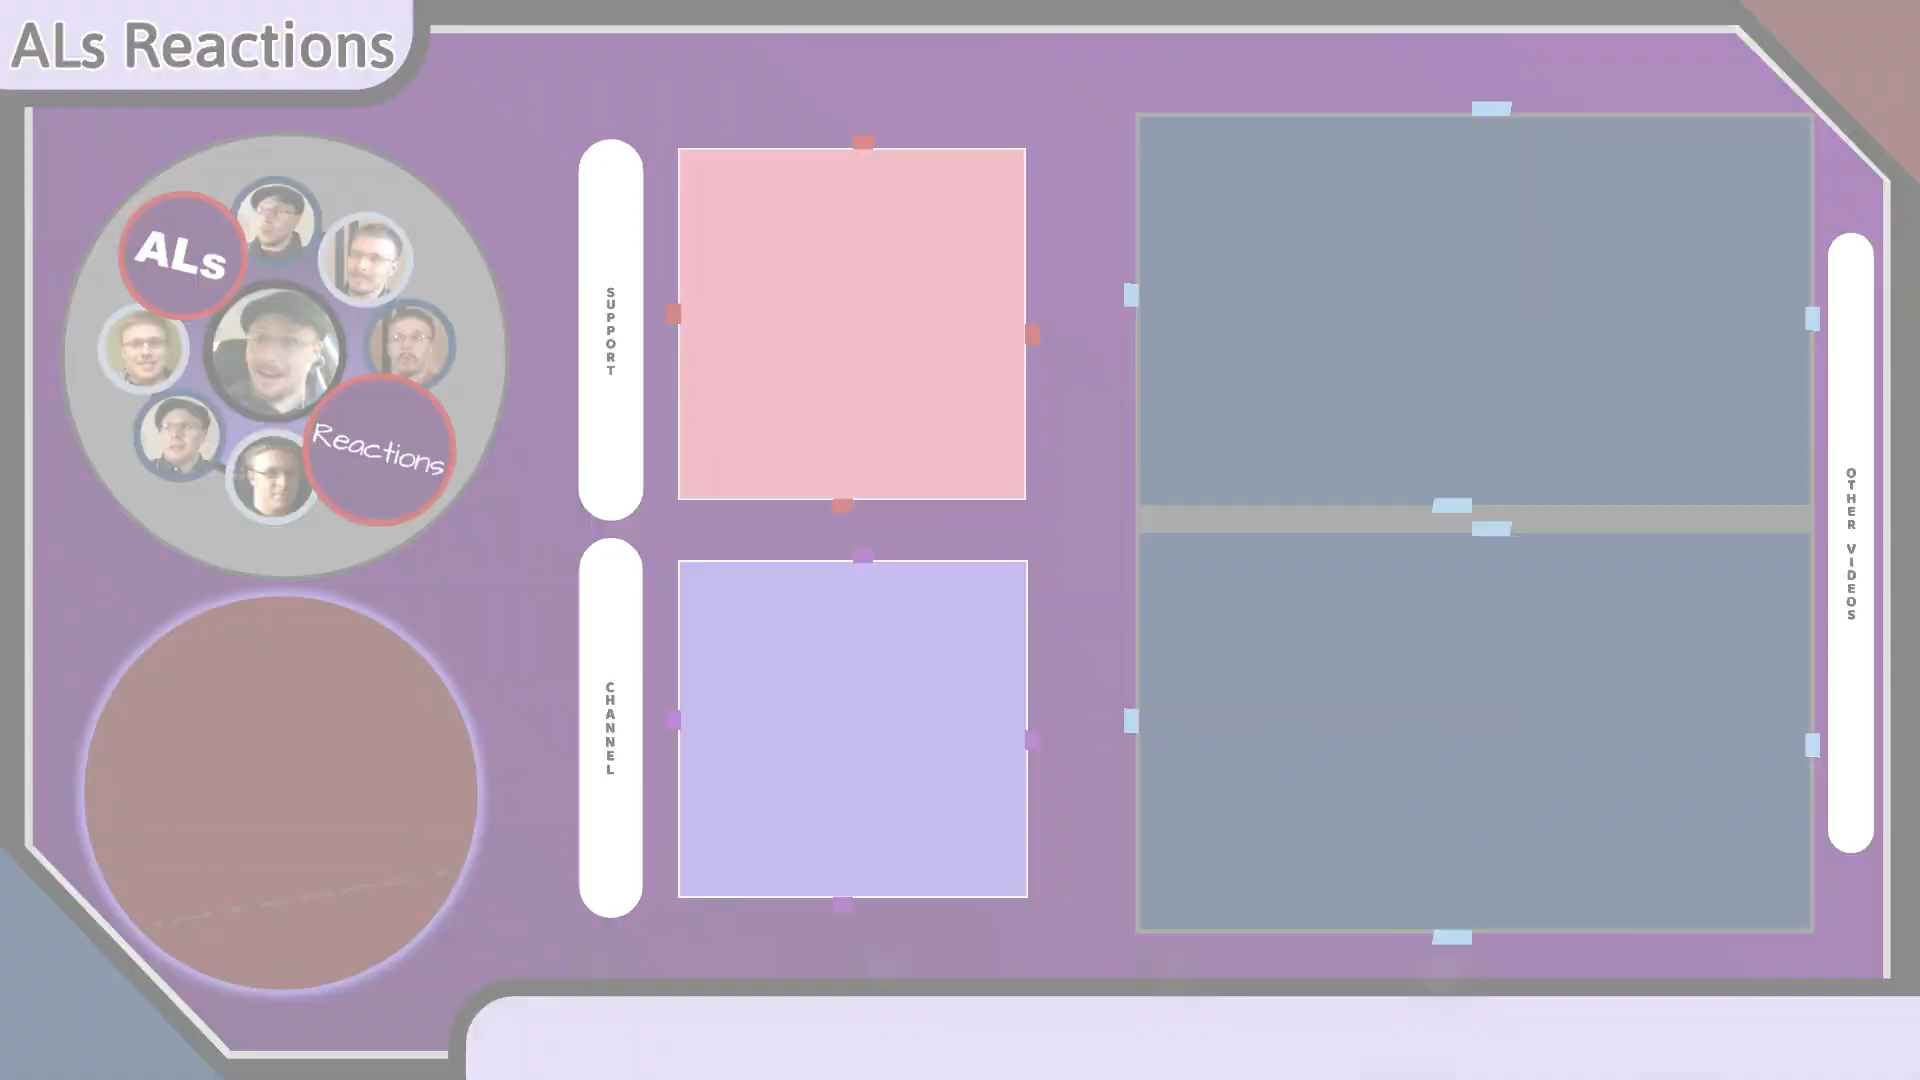 ALs Reactions
ALs
Reactions
SUPPORT
CHANNEL
OTHER VIDEOS